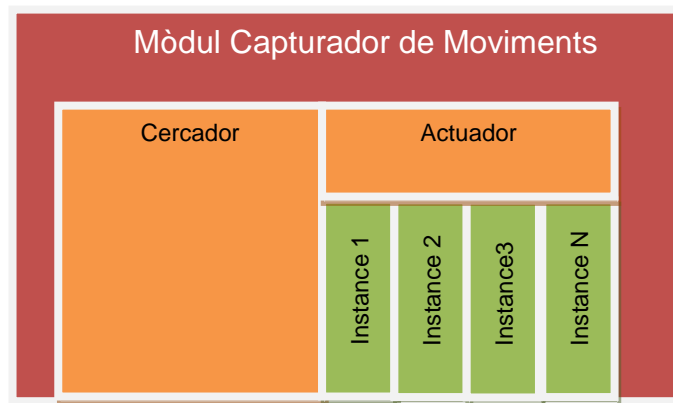 Mòdul Capturador de Moviments
Cercador
Actuador
Instance 1
Instance 2
Instance3
Instance N